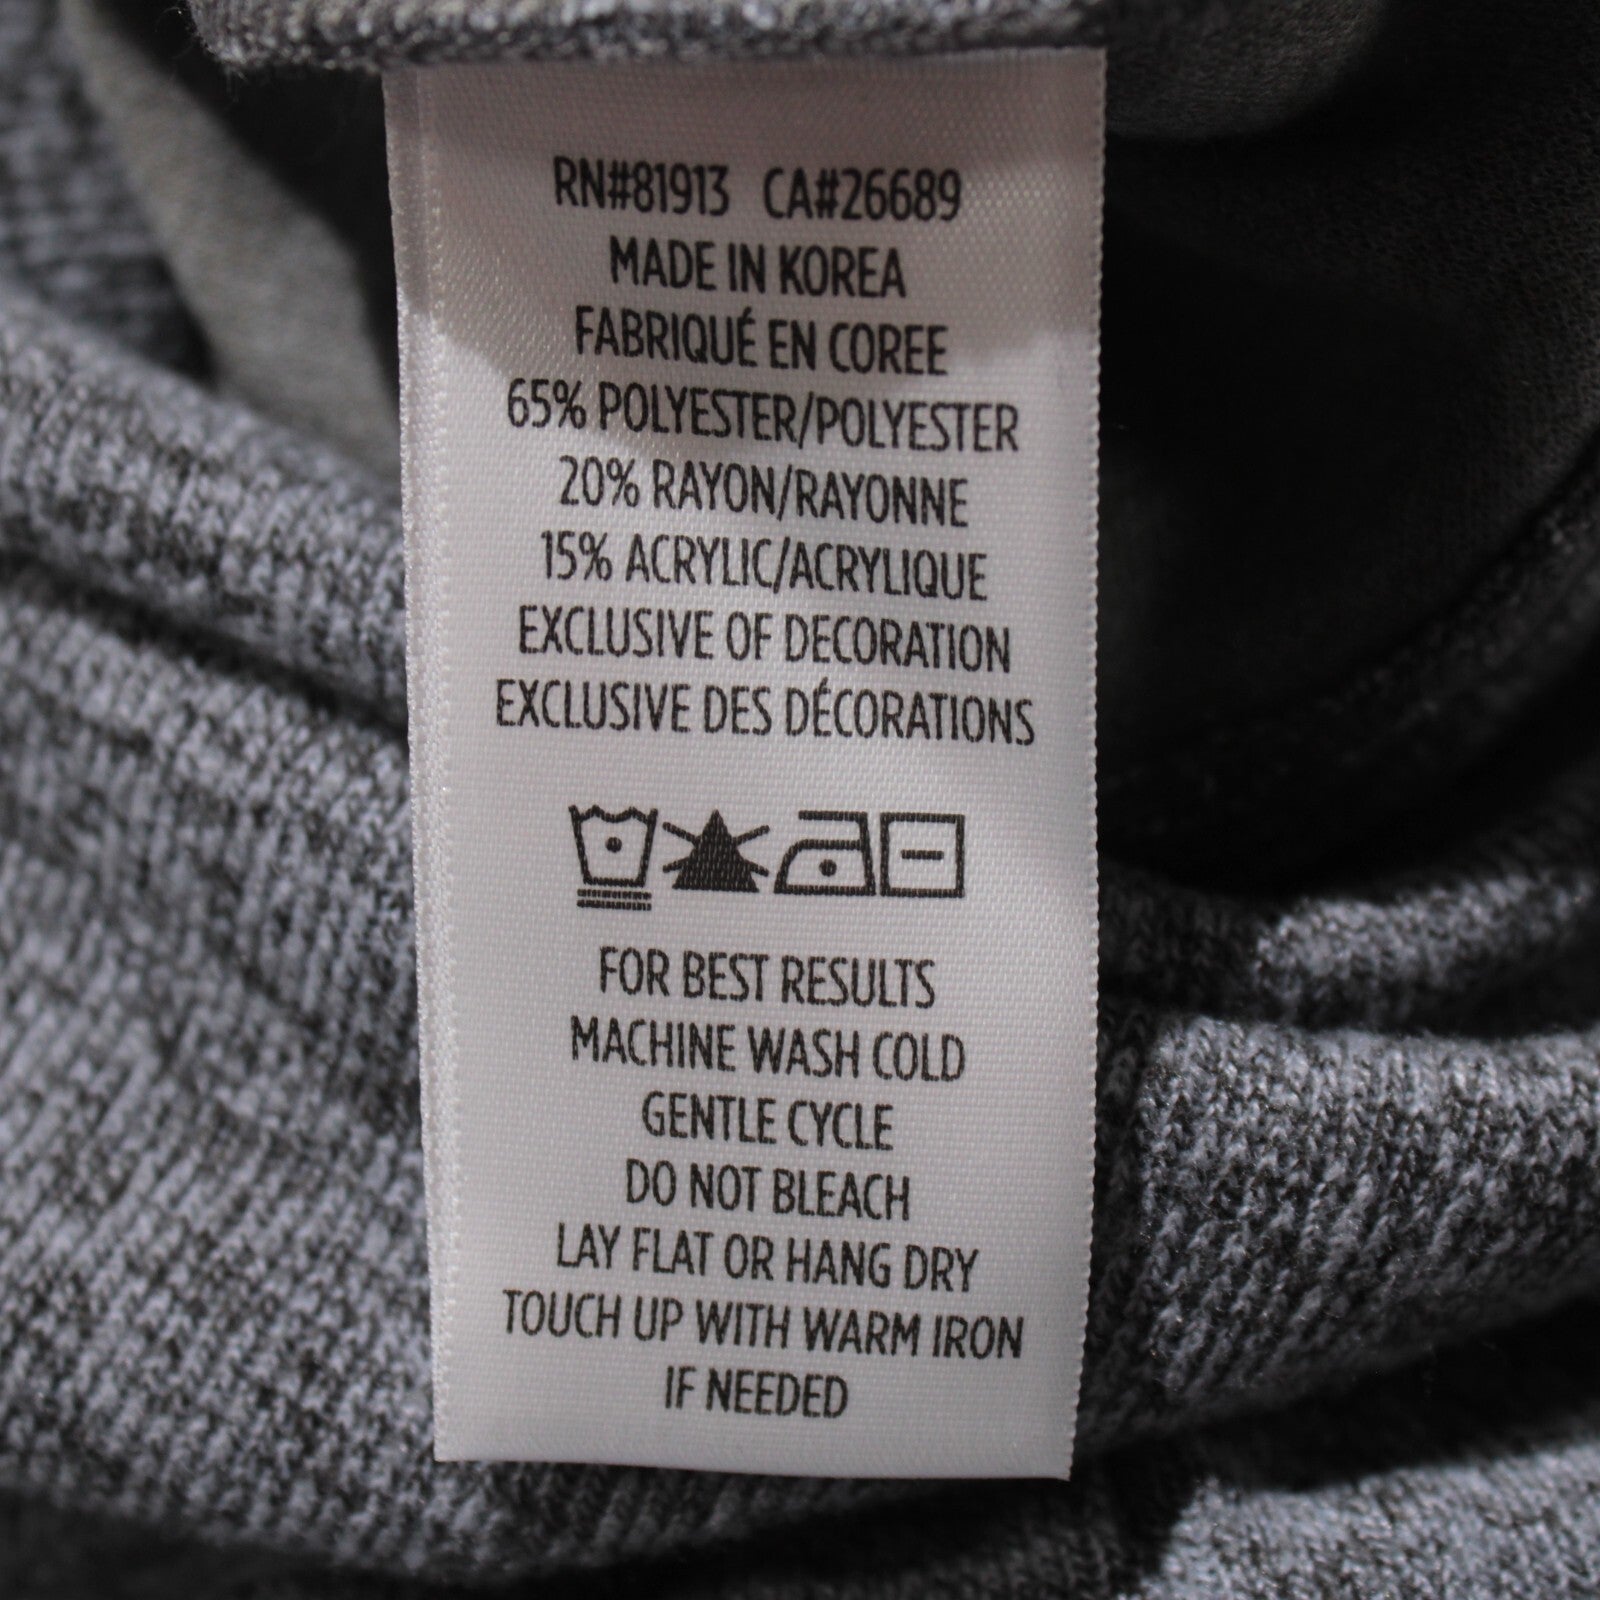 RN#81913 CA#26689
MADE IN KOREA
FABRIQUÉ EN COREE
65% POLYESTER/POLYESTER
20% RAYON/RAYONNE
15% ACRYLIC/ACRYLIQUE
EXCLUSIVE OF DECORATION
EXCLUSIVE DES DÉCORATIONS
FOR BEST RESULTS
MACHINE WASH COLD
GENTLE CYCLE
DO NOT BLEACH
LAY FLAT OR HANG DRY
TOUCH UP WITH WARM IRON
IF NEEDED